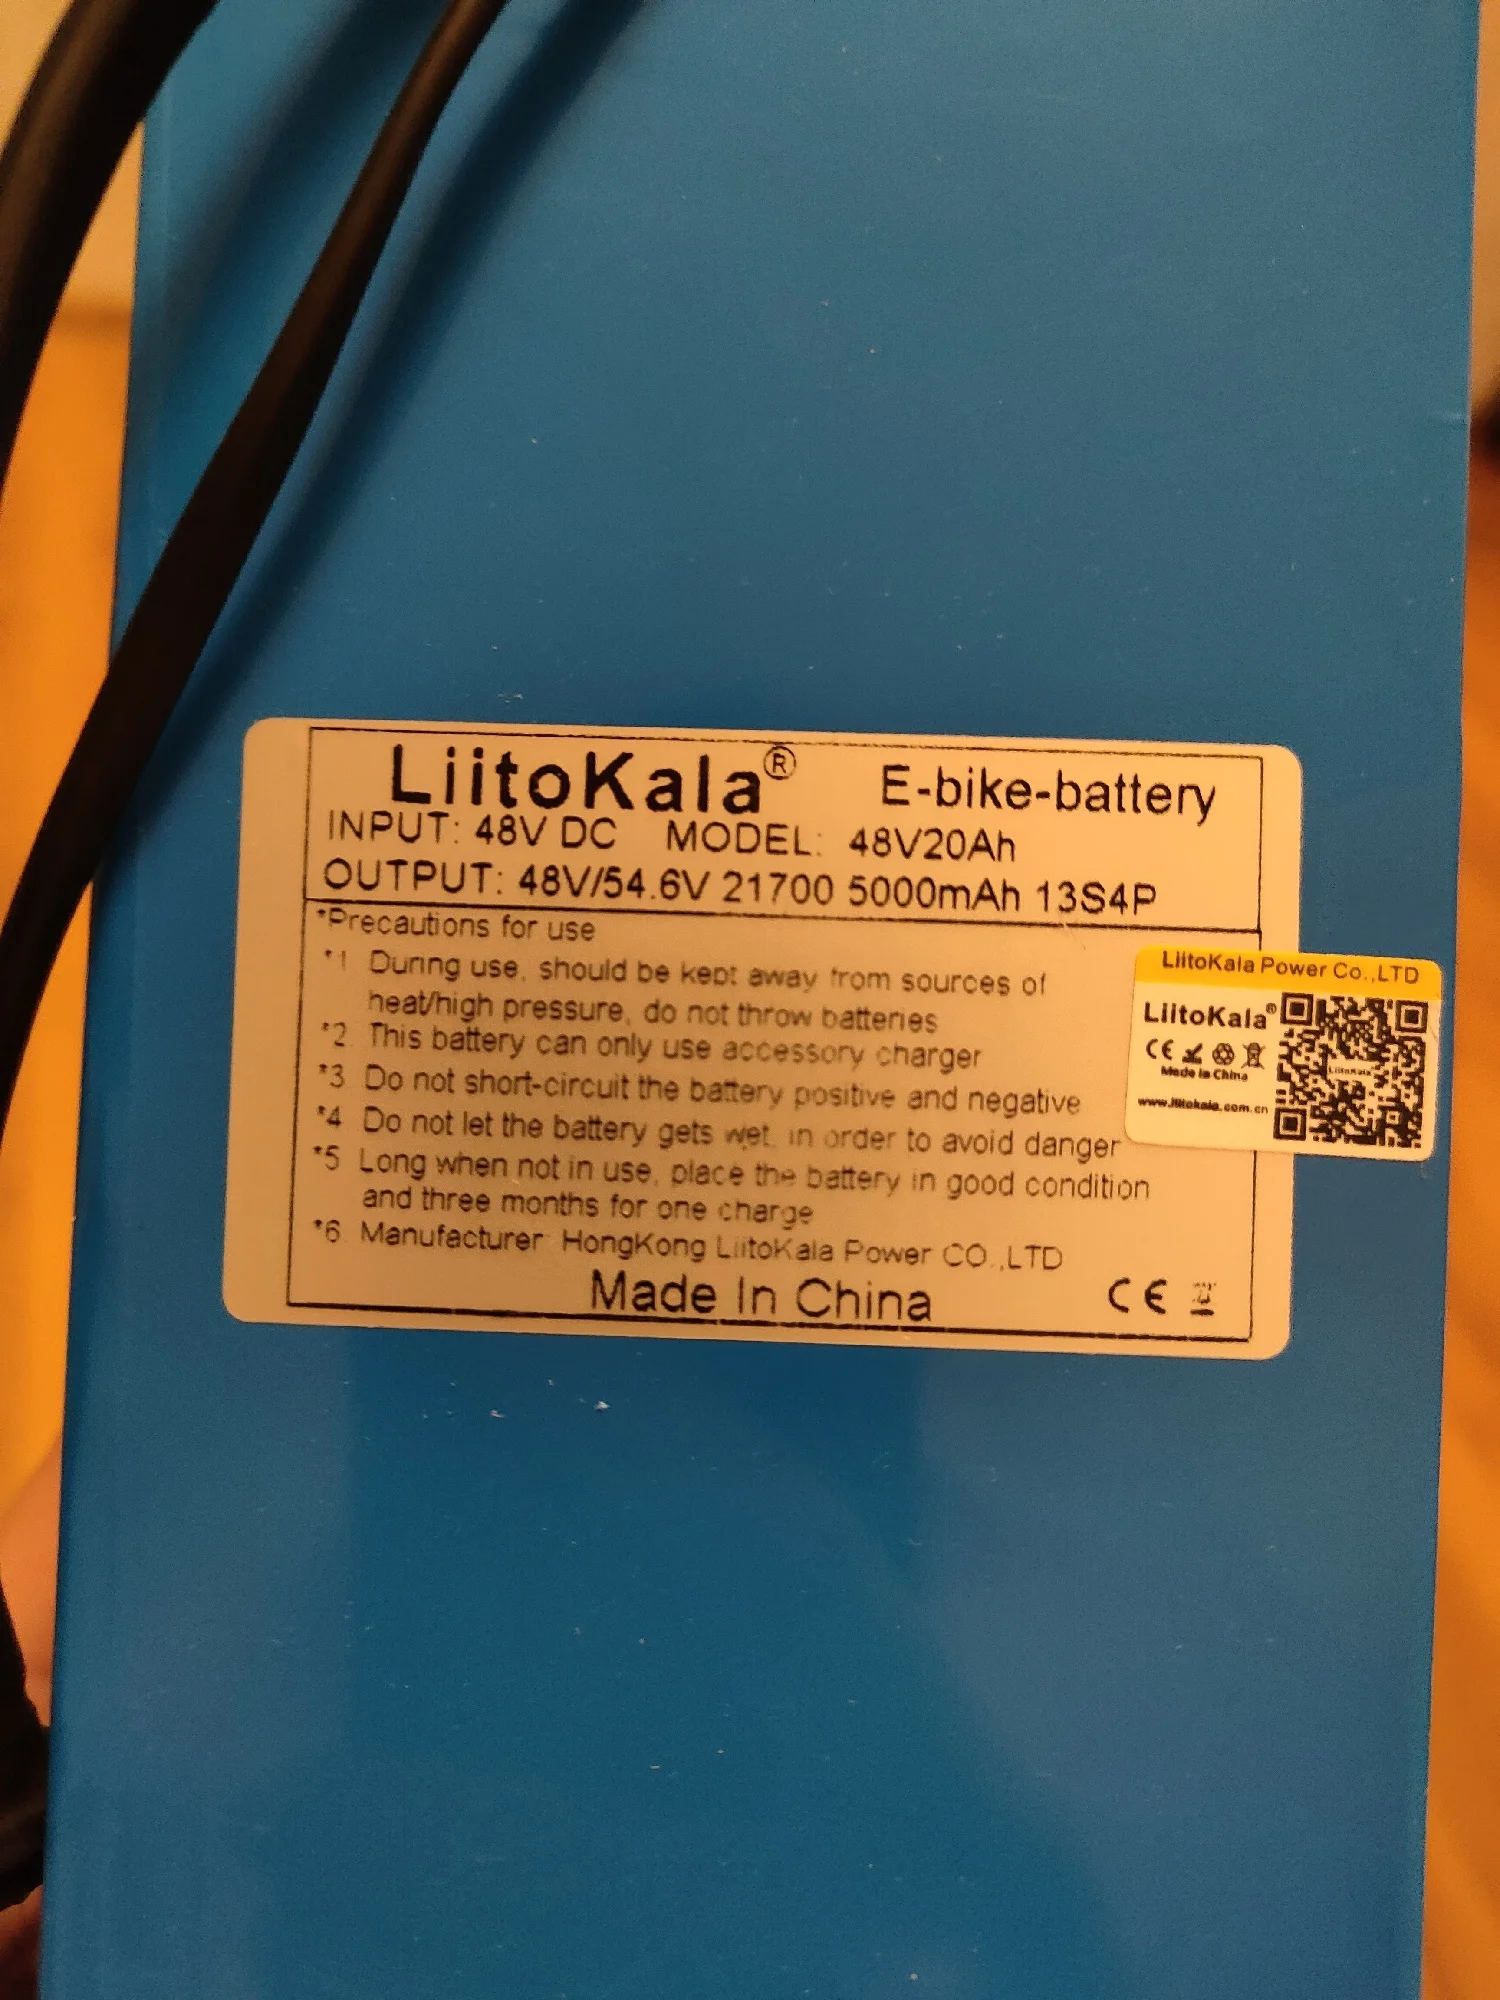 LiitoKala® E-bike-battery
INPUT: 48V DC MODEL: 48V20Ah
OUTPUT: 48V/54.6V 21700 5000mAh 13S4P
*Precautions for use
*1 During use, should be kept away from sources of
heat/high pressure, do not throw batteries
*2 This battery can only use accessory charger
*3 Do not short-circuit the battery positive and negative
*4 Do not let the battery gets wet, in order to avoid danger
*5 Long when not in use, place the battery in good condition
and three months for one charge
*6 Manufacturer HongKong LiitoKala Power CO.,LTD
Made In China CE
LiitoKala Power Co.,LTD
LiitoKala®
CE
Made in China
www.liitokala.com.cn
LiitoKala